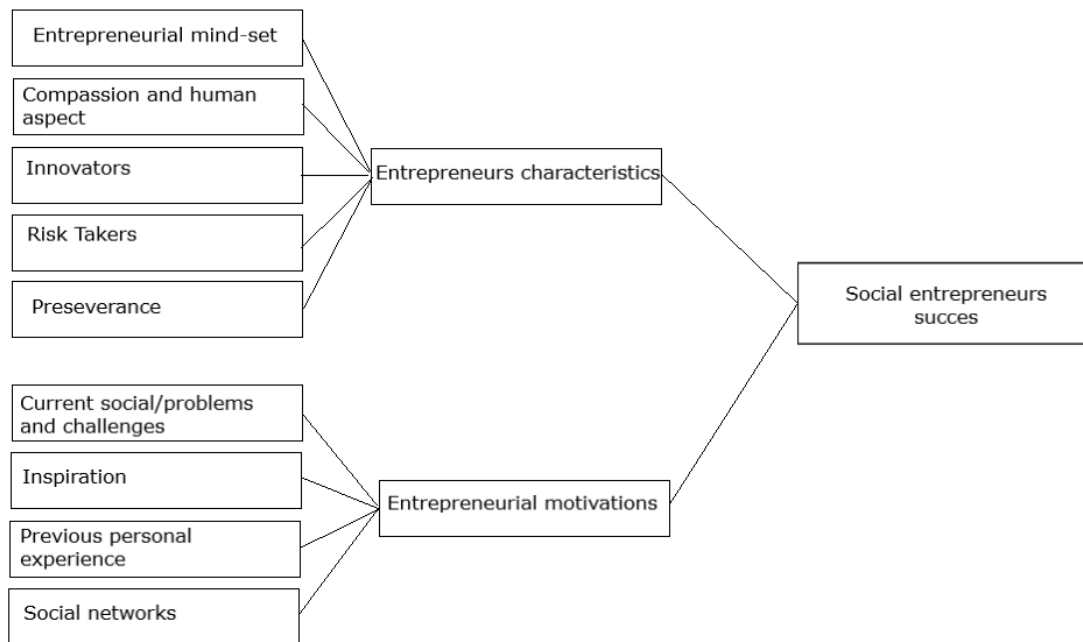 Entrepreneurial mind-set
Compassion and human
aspect
Innovators
Risk Takers
Preseverance
Entrepreneurs characteristics
Social entrepreneurs
succes
Current social/problems
and challenges
Inspiration
Previous personal
experience
Social networks
Entrepreneurial motivations